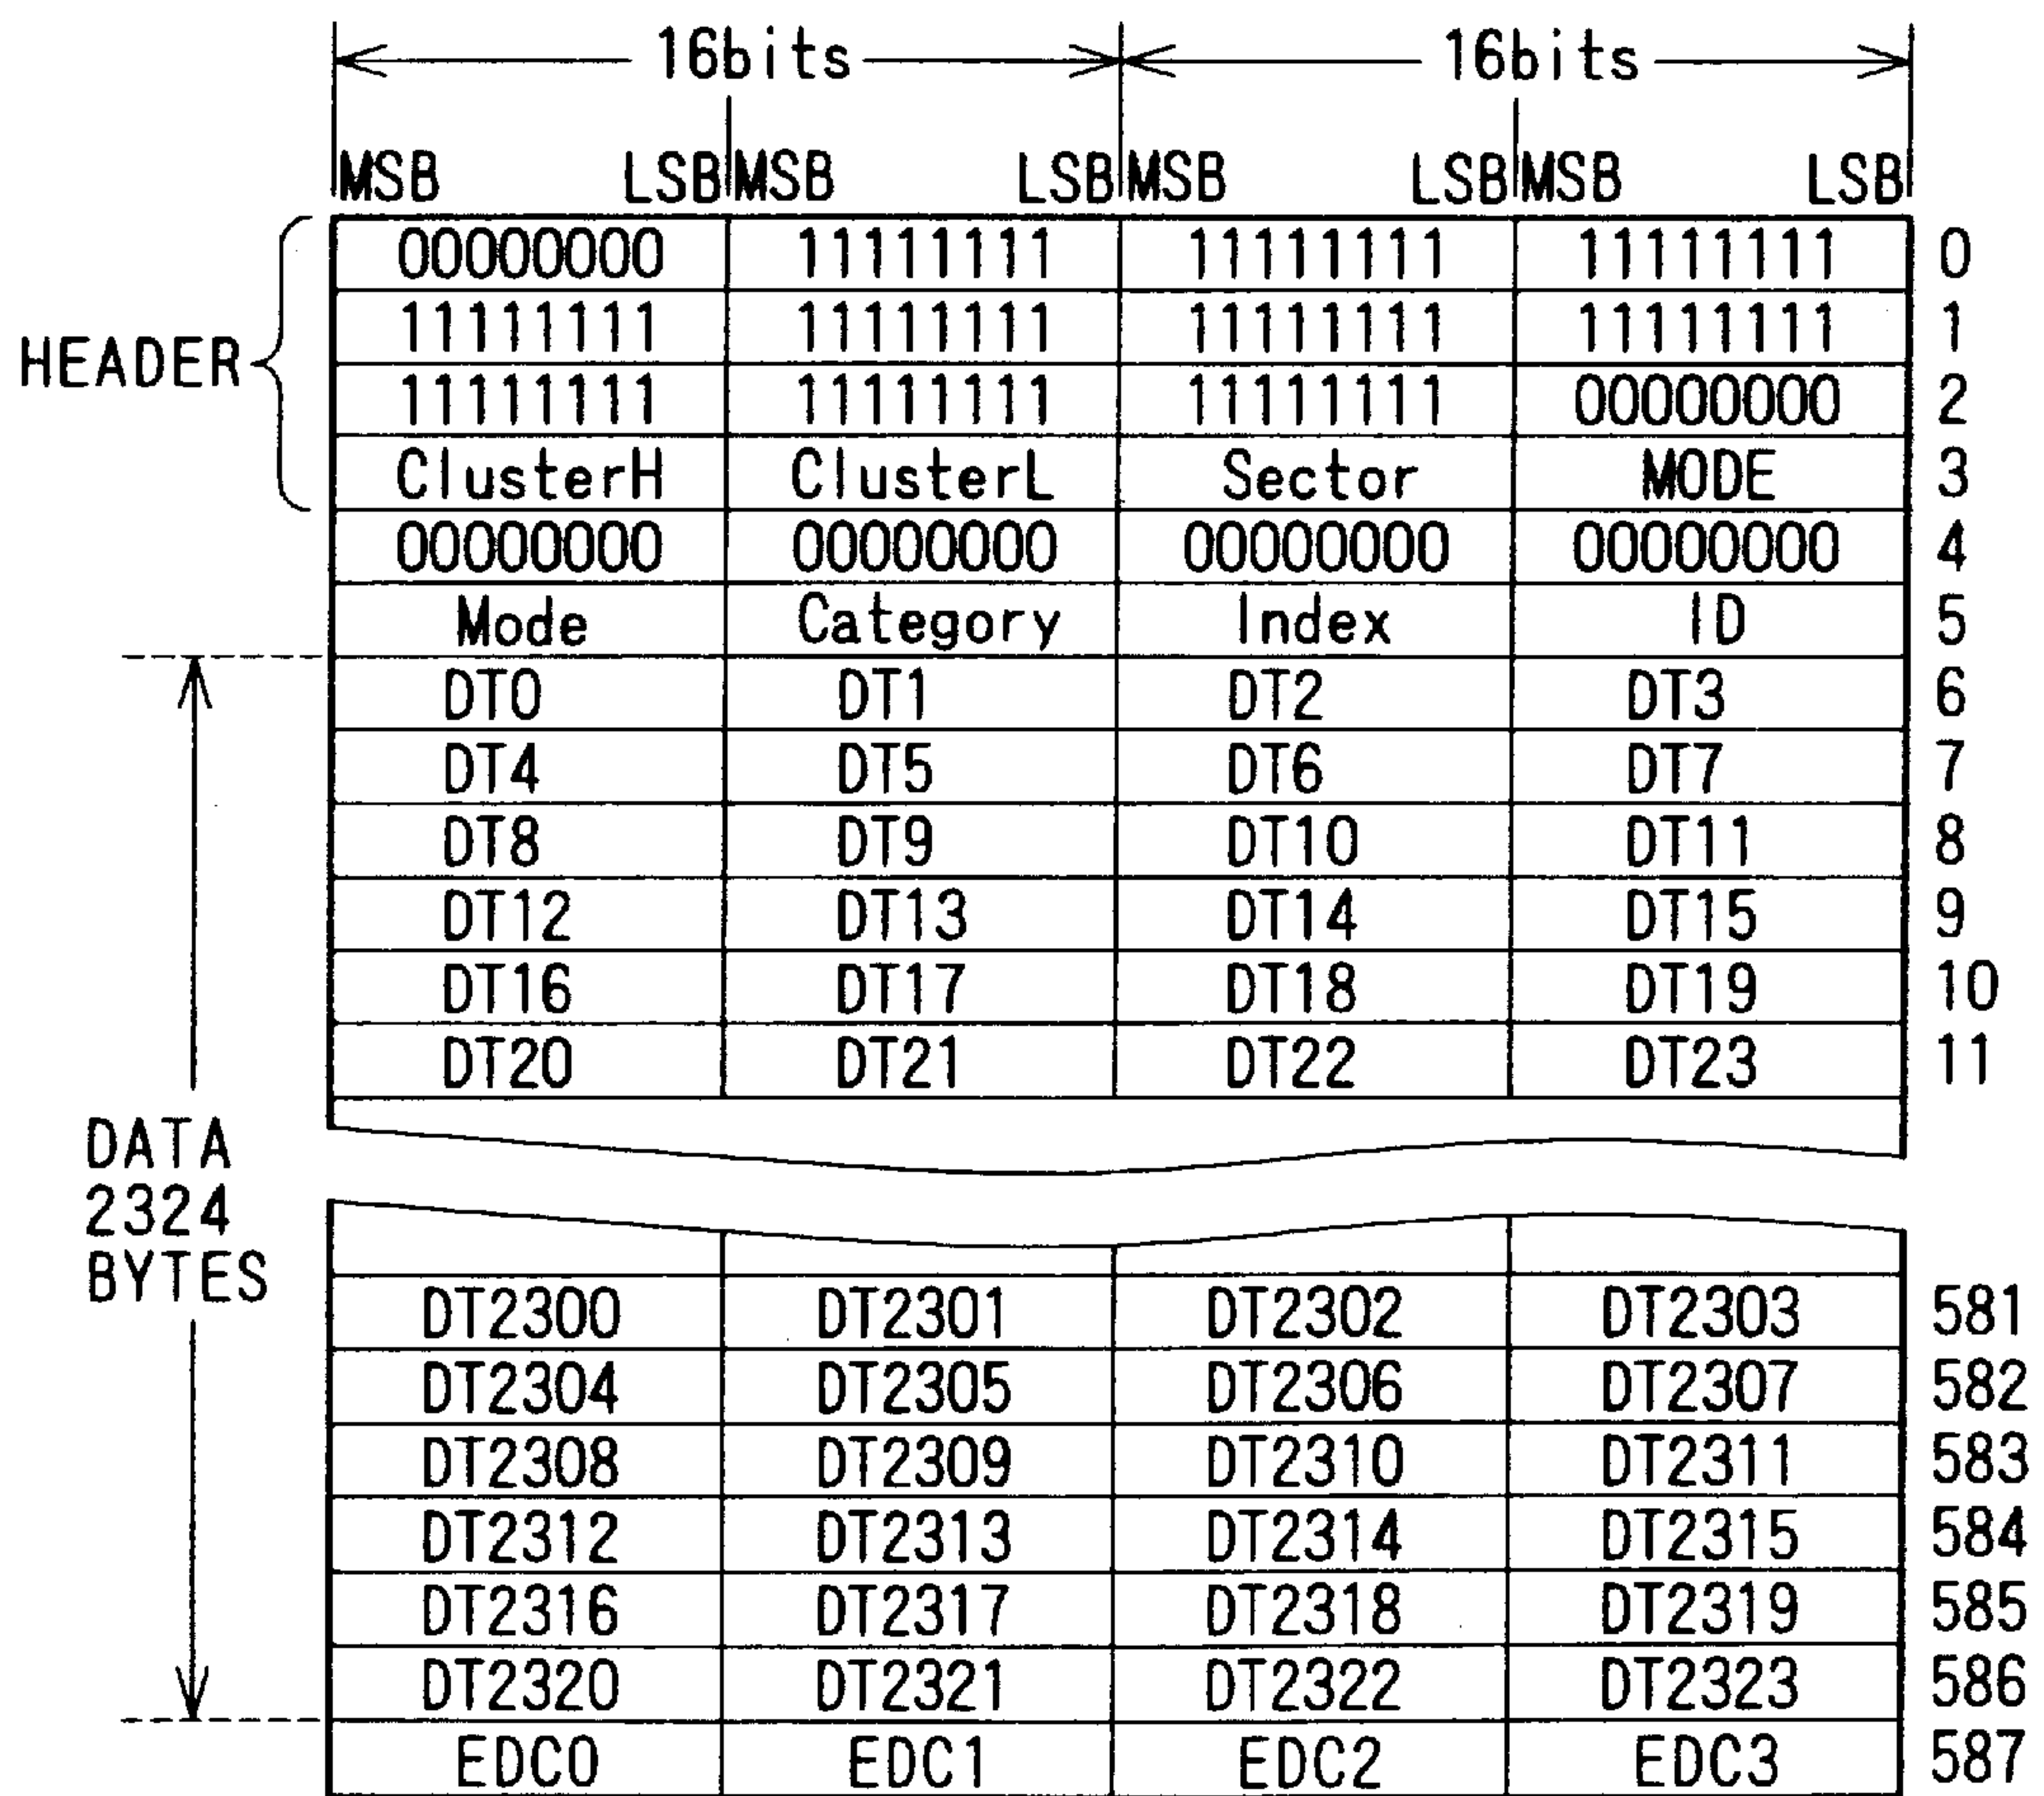 16bits 16bits
MSB LSB MSB LSB MSB LSB MSB LSB
00000000 11111111 11111111 11111111 0
11111111 11111111 11111111 11111111 1
HEADER
11111111 11111111 11111111 00000000 2
ClusterH ClusterL Sector MODE 3
00000000 00000000 00000000 00000000 4
Mode Category Index ID 5
DT0 DT1 DT2 DT3 6
DT4 DT5 DT6 DT7 7
DT8 DT9 DT10 DT11 8
DT12 DT13 DT14 DT15 9
DT16 DT17 DT18 DT19 10
DT20 DT21 DT22 DT23 11
DATA
2324
BYTES
DT2300 DT2301 DT2302 DT2303 581
DT2304 DT2305 DT2306 DT2307 582
DT2308 DT2309 DT2310 DT2311 583
DT2312 DT2313 DT2314 DT2315 584
DT2316 DT2317 DT2318 DT2319 585
DT2320 DT2321 DT2322 DT2323 586
EDC0 EDC1 EDC2 EDC3 587